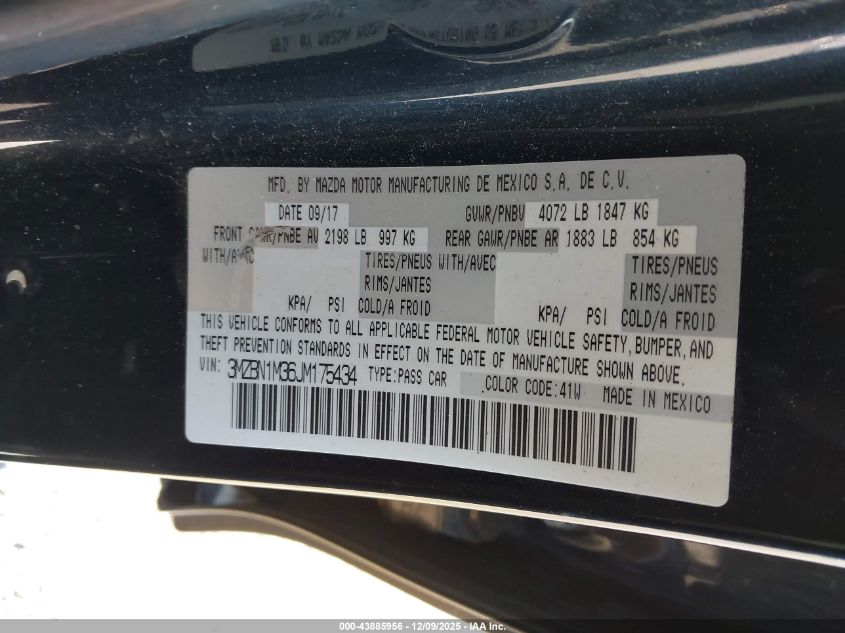 MFD. BY MAZDA MOTOR MANUFACTURING DE MEXICO S.A. DE C.V.
DATE 09/17 GVWR/PNBV 4072 LB 1847 KG
FRONT GAWR/PNBE AV 2198 LB 997 KG REAR GAWR/PNBE AR 1883 LB 854 KG
WITH/AVEC TIRES/PNEUS WITH/AVEC TIRES/PNEUS
RIMS/JANTES RIMS/JANTES
KPA/ PSI COLD/A FROID KPA/ PSI COLD/A FROID
THIS VEHICLE CONFORMS TO ALL APPLICABLE FEDERAL MOTOR VEHICLE SAFETY, BUMPER, AND
THEFT PREVENTION STANDARDS IN EFFECT ON THE DATE OF MANUFACTURE SHOWN ABOVE.
VIN: 3MZBN1M36JM175434 TYPE:PASS CAR COLOR CODE:41W MADE IN MEXICO
000-43885956 - 12/09/2025 - IAA Inc.